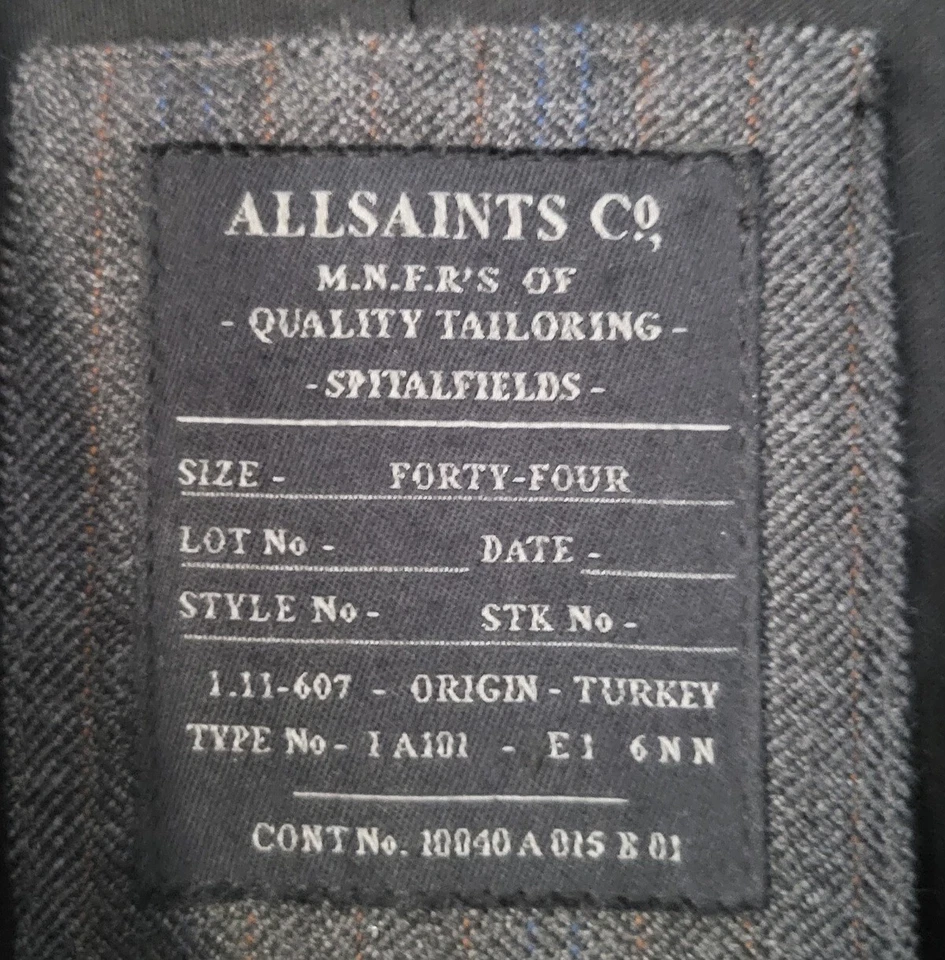 ALLSAINTS Cº,
M.N.F.R'S OF
- QUALITY TAILORING -
- SPITALFIELDS -
SIZE - FORTY-FOUR
LOT No - DATE -
STYLE No - STK No -
1.11-607 - ORIGIN - TURKEY
TYPE No - 1 A101 - E1 6NN
CONT No. 10040 A 015 B 01